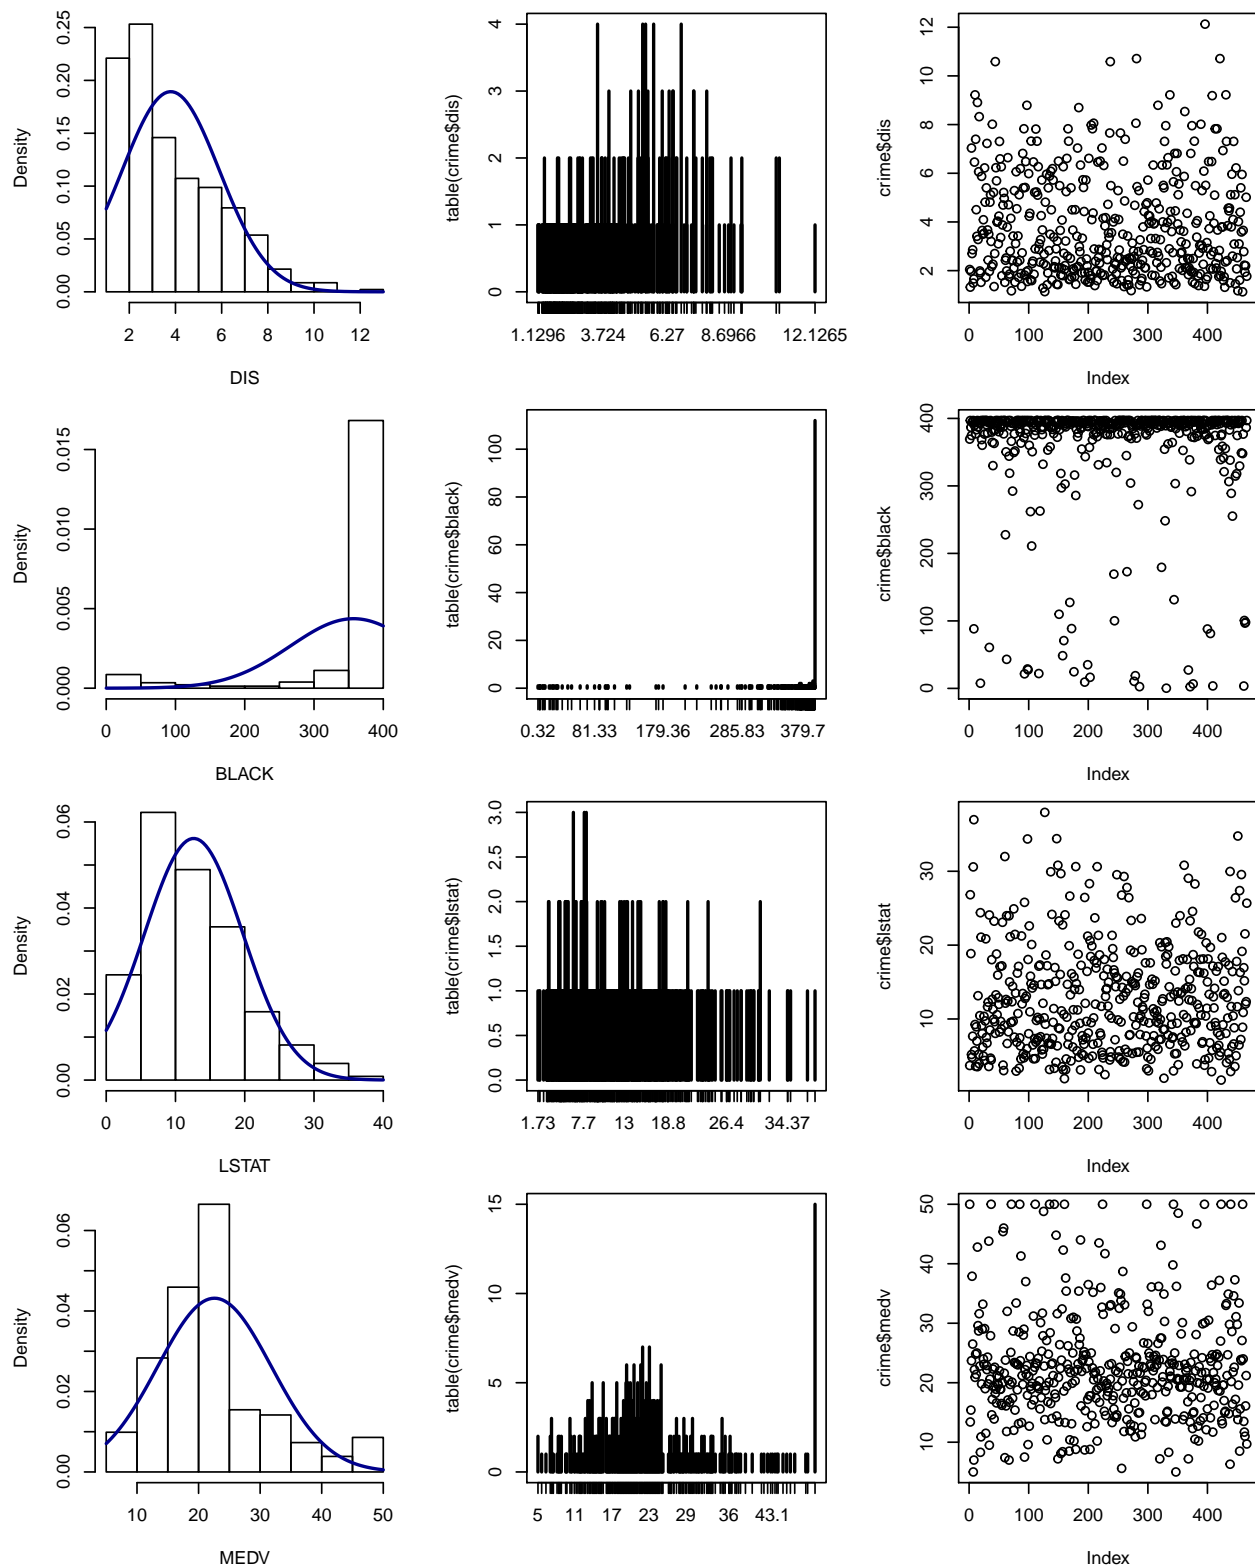 0.00 0.05 0.10 0.15 0.20 0.25
Density
2 4 6 8 10 12
DIS
0 1 2 3 4
table(crime$dis)
1.1296 3.724 6.27 8.6966 12.1265
2 4 6 8 10 12
crime$dis
0 100 200 300 400
Index
0.000 0.005 0.010 0.015
Density
0 100 200 300 400
BLACK
0 20 40 60 80 100
table(crime$black)
0.32 81.33 179.36 285.83 379.7
0 100 200 300 400
crime$black
0 100 200 300 400
Index
0.00 0.02 0.04 0.06
Density
0 10 20 30 40
LSTAT
0.0 0.5 1.0 1.5 2.0 2.5 3.0
table(crime$lstat)
1.73 7.7 13 18.8 26.4 34.37
10 20 30
crime$lstat
0 100 200 300 400
Index
0.00 0.02 0.04 0.06
Density
10 20 30 40 50
MEDV
0 5 10 15
table(crime$medv)
5 11 17 23 29 36 43.1
10 20 30 40 50
crime$medv
0 100 200 300 400
Index